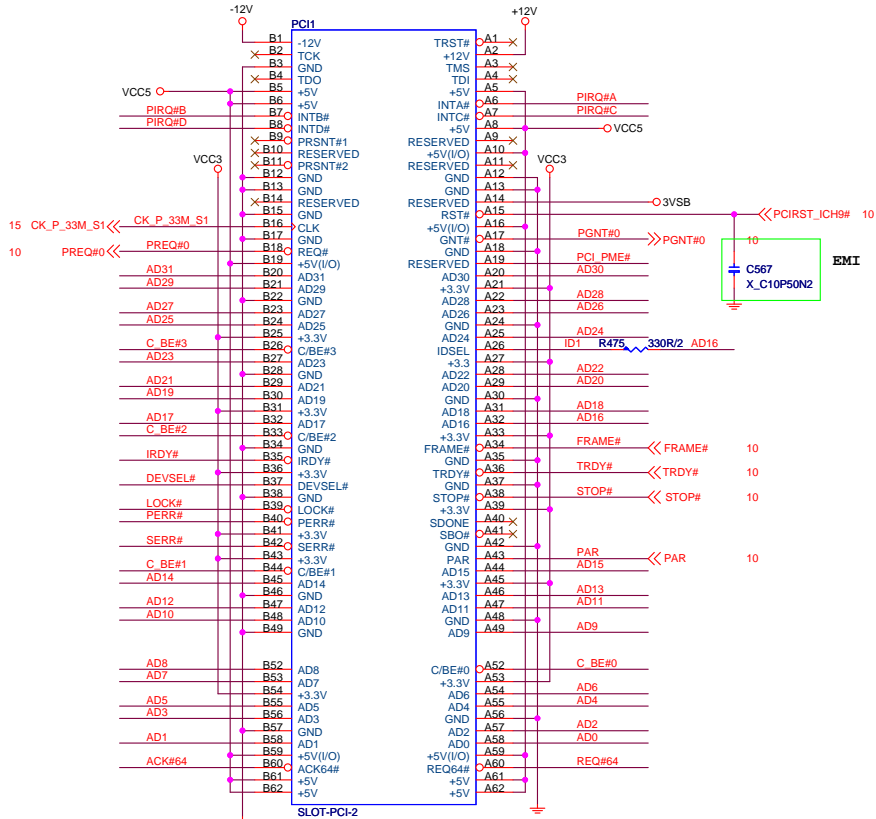 -12V +12V
PCI1
B1 -12V TRST# A1
B2 TCK +12V A2
B3 GND TMS A3
B4 TDO TDI A4
VCC5 B5 +5V +5V A5
B6 +5V INTA# A6 PIRQ#A
PIRQ#B B7 INTB# INTC# A7 PIRQ#C
PIRQ#D B8 INTD# +5V A8 VCC5
B9 PRSNT#1 RESERVED A9
B10 RESERVED +5V(I/O) A10
VCC3 B11 PRSNT#2 RESERVED A11 VCC3
B12 GND GND A12
B13 GND GND A13
B14 RESERVED RESERVED A14 3VSB
B15 GND RST# A15 PCIRST_ICH9# 10
15 CK_P_33M_S1 CK_P_33M_S1 B16 CLK +5V(I/O) A16
B17 GND GNT# A17 PGNT#0 PGNT#0 10
10 PREQ#0 PREQ#0 B18 REQ# GND A18
B19 +5V(I/O) RESERVED A19 PCI_PME#
AD31 B20 AD31 AD30 A20 AD30
AD29 B21 AD29 +3.3V A21
B22 GND AD28 A22 AD28
AD27 B23 AD27 AD26 A23 AD26
AD25 B24 AD25 GND A24
B25 +3.3V AD24 A25 AD24
C_BE#3 B26 C/BE#3 IDSEL A26 ID1 R475 330R/2 AD16
AD23 B27 AD23 +3.3 A27
B28 GND AD22 A28 AD22
AD21 B29 AD21 AD20 A29 AD20
AD19 B30 AD19 GND A30
B31 +3.3V AD18 A31 AD18
AD17 B32 AD17 AD16 A32 AD16
C_BE#2 B33 C/BE#2 +3.3V A33
B34 GND FRAME# A34 FRAME# FRAME# 10
IRDY# B35 IRDY# GND A35
B36 +3.3V TRDY# A36 TRDY# TRDY# 10
DEVSEL# B37 DEVSEL# GND A37
B38 GND STOP# A38 STOP# STOP# 10
LOCK# B39 LOCK# +3.3V A39
PERR# B40 PERR# SDONE A40
B41 +3.3V SBO# A41
SERR# B42 SERR# GND A42
B43 +3.3V PAR A43 PAR PAR 10
C_BE#1 B44 C/BE#1 AD15 A44 AD15
AD14 B45 AD14 +3.3V A45
B46 GND AD13 A46 AD13
AD12 B47 AD12 AD11 A47 AD11
AD10 B48 AD10 GND A48
B49 GND AD9 A49 AD9
AD8 B52 AD8 C/BE#0 A52 C_BE#0
AD7 B53 AD7 +3.3V A53
B54 +3.3V AD6 A54 AD6
AD5 B55 AD5 AD4 A55 AD4
AD3 B56 AD3 GND A56
B57 GND AD2 A57 AD2
AD1 B58 AD1 AD0 A58 AD0
B59 +5V(I/O) +5V(I/O) A59
ACK#64 B60 ACK64# REQ64# A60 REQ#64
B61 +5V +5V A61
B62 +5V +5V A62
SLOT-PCI-2
EMI
C567
X_C10P50N2